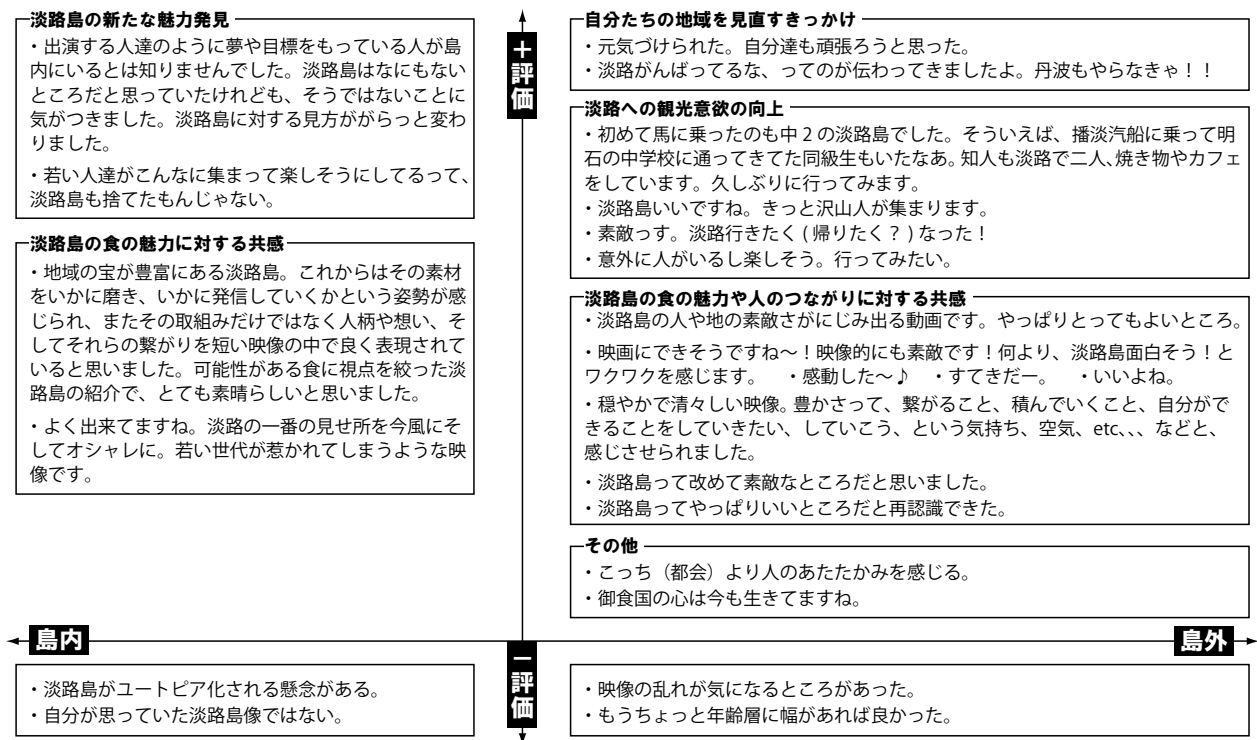 淡路島の新たな魅力発見
・出演する人達のように夢や目標をもっている人が島
内にいるとは知りませんでした。淡路島はなにもない
ところだと思っていたけれども、そうではないことに
気がつきました。淡路島に対する見方ががらっと変わ
りました。
・若い人達がこんなに集まって楽しそうにしてるって、
淡路島も捨てたもんじゃない。
淡路島の食の魅力に対する共感
・地域の宝が豊富にある淡路島。これからはその素材
をいかに磨き、いかに発信していくかという姿勢が感
じられ、またその取組みだけではなく人柄や想い、そ
してそれらの繋がりを短い映像の中で良く表現されて
いると思いました。可能性がある食に視点を絞った淡
路島の紹介で、とても素晴らしいと思いました。
・よく出来てますね。淡路の一番の見せ所を今風にそ
してオシャレに。若い世代が惹かれてしまうような映
像です。
＋評価
自分たちの地域を見直すきっかけ
・元気づけられた。自分達も頑張ろうと思った。
・淡路がんばってるな、ってのが伝わってきましたよ。丹波もやらなきゃ！！
淡路への観光意欲の向上
・初めて馬に乗ったのも中２の淡路島でした。そういえば、播淡汽船に乗って明
石の中学校に通ってきてた同級生もいたなあ。知人も淡路で二人、焼き物やカフェ
をしています。久しぶりに行ってみます。
・淡路島いいですね。きっと沢山人が集まります。
・素敵っす。淡路行きたく ( 帰りたく？ ) なった！
・意外に人がいるし楽しそう。行ってみたい。
淡路島の食の魅力や人のつながりに対する共感
・淡路島の人や地の素敵さがにじみ出る動画です。やっぱりとってもよいところ。
・映画にできそうですね～！映像的にも素敵です！何より、淡路島面白そう！と
ワクワクを感じます。　・感動した～♪　・すてきだー。　・いいよね。
・穏やかで清々しい映像。豊かさって、繋がること、積んでいくこと、自分がで
きることをしていきたい、していこう、という気持ち、空気、etc、、、などと、
感じさせられました。
・淡路島って改めて素敵なところだと思いました。
・淡路島ってやっぱりいいところだと再認識できた。
その他
・こっち（都会）より人のあたたかみを感じる。
・御食国の心は今も生きてますね。
島内
島外
－評価
・淡路島がユートピア化される懸念がある。
・自分が思っていた淡路島像ではない。
・映像の乱れが気になるところがあった。
・もうちょっと年齢層に幅があれば良かった。